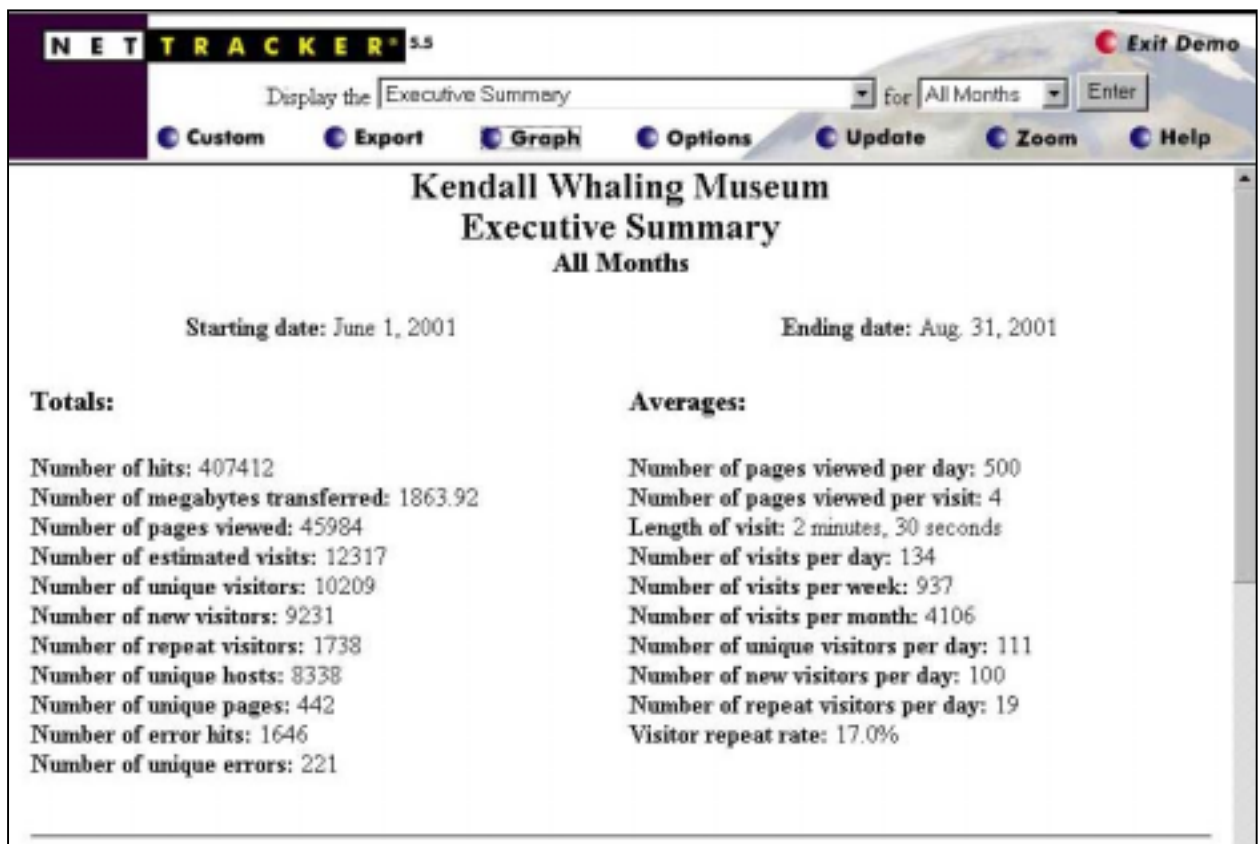 NET TRACKER® 5.5
Exit Demo
Display the Executive Summary for All Months Enter
Custom Export Graph Options Update Zoom Help
Kendall Whaling Museum
Executive Summary
All Months
Starting date: June 1, 2001 Ending date: Aug. 31, 2001
Totals:
Number of hits: 407412
Number of megabytes transferred: 1863.92
Number of pages viewed: 45984
Number of estimated visits: 12317
Number of unique visitors: 10209
Number of new visitors: 9231
Number of repeat visitors: 1738
Number of unique hosts: 8338
Number of unique pages: 442
Number of error hits: 1646
Number of unique errors: 221
Averages:
Number of pages viewed per day: 500
Number of pages viewed per visit: 4
Length of visit: 2 minutes, 30 seconds
Number of visits per day: 134
Number of visits per week: 937
Number of visits per month: 4106
Number of unique visitors per day: 111
Number of new visitors per day: 100
Number of repeat visitors per day: 19
Visitor repeat rate: 17.0%